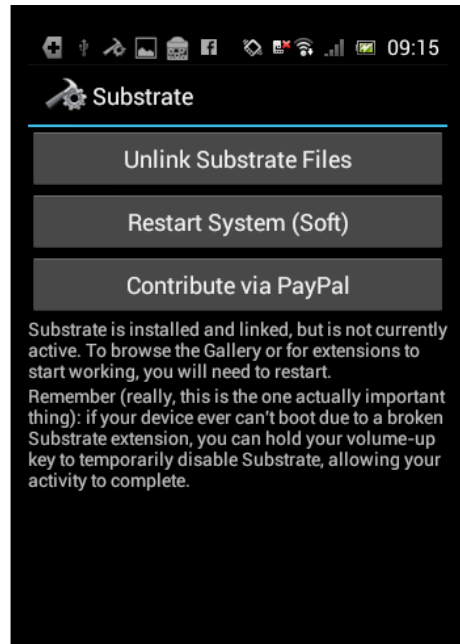 09:15
Substrate
Unlink Substrate Files
Restart System (Soft)
Contribute via PayPal
Substrate is installed and linked, but is not currently
active. To browse the Gallery or for extensions to
start working, you will need to restart.
Remember (really, this is the one actually important
thing): if your device ever can't boot due to a broken
Substrate extension, you can hold your volume-up
key to temporarily disable Substrate, allowing your
activity to complete.